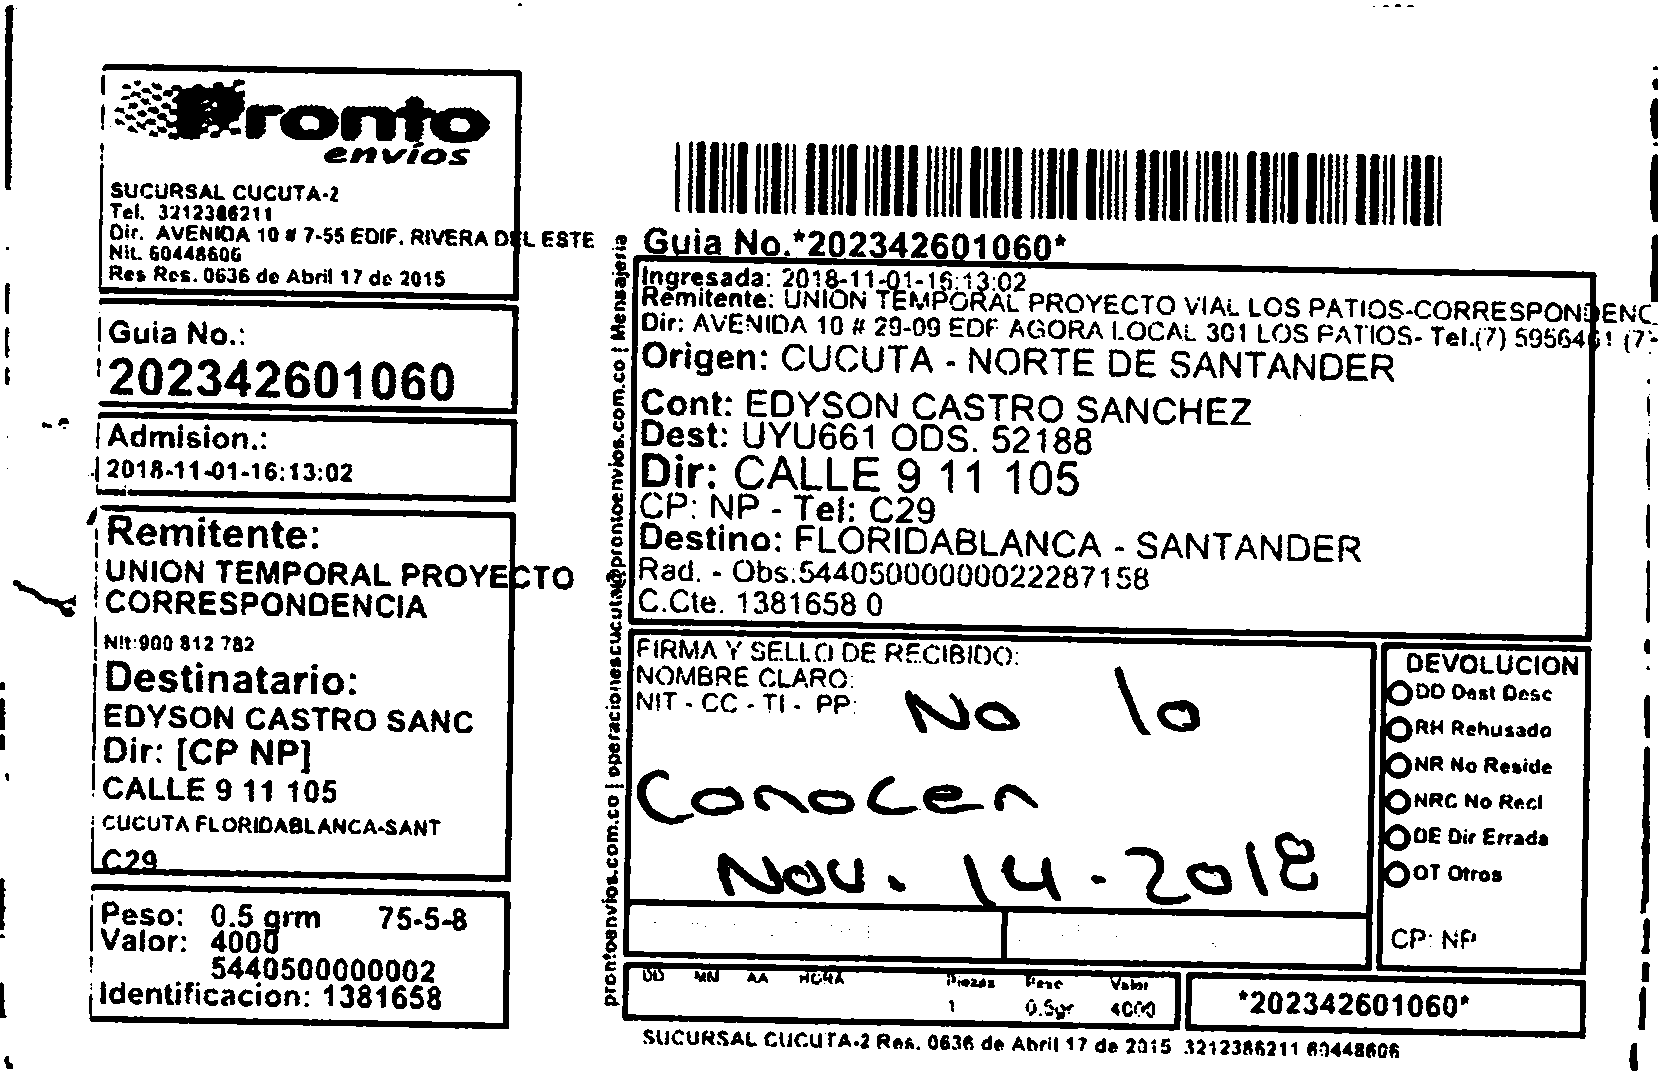 Pronto
envíos
SUCURSAL CUCUTA-2
Tel. 3212386211
Dir. AVENIDA 10 # 7-55 EDIF. RIVERA DEL ESTE
Nit. 60448606
Res Res. 0636 de Abril 17 de 2015
Guia No.:
202342601060
Admision.:
2018-11-01-16:13:02
Remitente:
UNION TEMPORAL PROYECTO
CORRESPONDENCIA
Nit:900 812 782
Destinatario:
EDYSON CASTRO SANC
Dir: [CP NP]
CALLE 9 11 105
CUCUTA FLORIDABLANCA-SANT
C29
Peso: 0.5 grm 75-5-8
Valor: 4000
5440500000002
Identificacion: 1381658
prontoenvios.com.co | operacionescucuta@prontoenvios.com.co | Mensajeria
Guia No.*202342601060*
Ingresada: 2018-11-01-16:13:02
Remitente: UNION TEMPORAL PROYECTO VIAL LOS PATIOS-CORRESPONDENC
Dir: AVENIDA 10 # 29-09 EDF AGORA LOCAL 301 LOS PATIOS- Tel.(7) 5956461 (7-
Origen: CUCUTA - NORTE DE SANTANDER
Cont: EDYSON CASTRO SANCHEZ
Dest: UYU661 ODS. 52188
Dir: CALLE 9 11 105
CP: NP - Tel: C29
Destino: FLORIDABLANCA - SANTANDER
Rad. - Obs:54405000000022287158
C.Cte. 1381658 0
FIRMA Y SELLO DE RECIBIDO:
NOMBRE CLARO:
NIT - CC - TI - PP:
No lo
Conocen
Nov. 14-2018
DEVOLUCION
DD Dest Desc
RH Rehusado
NR No Reside
NRC No Recl
DE Dir Errada
OT Otros
CP: NP
DD MM AA HORA Piezas Peso Valor
1 0.5gr 4000
*202342601060*
SUCURSAL CUCUTA-2 Res. 0636 de Abril 17 de 2015 3212386211 60448606